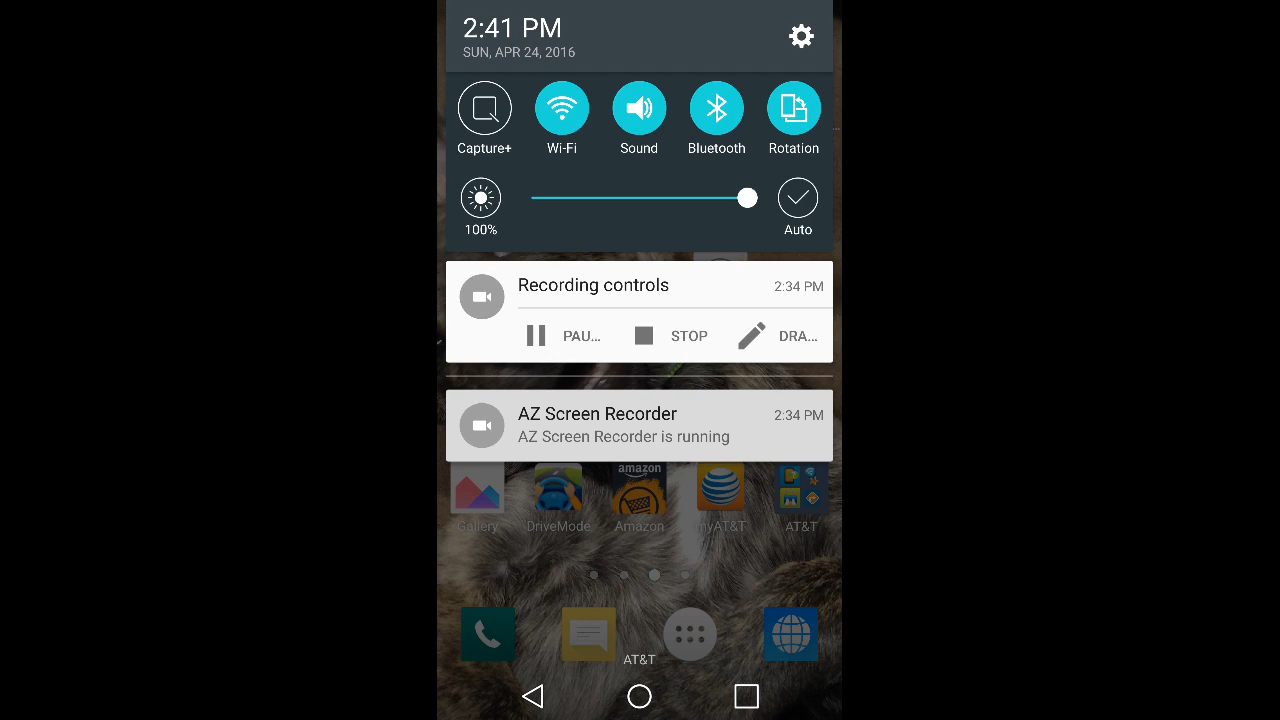 2:41 PM
SUN, APR 24, 2016
Capture+ Wi-Fi Sound Bluetooth Rotation
100% Auto
Recording controls 2:34 PM
PAU... STOP DRA...
AZ Screen Recorder 2:34 PM
AZ Screen Recorder is running
amazon
Gallery DriveMode Amazon myAT&T AT&T
AT&T